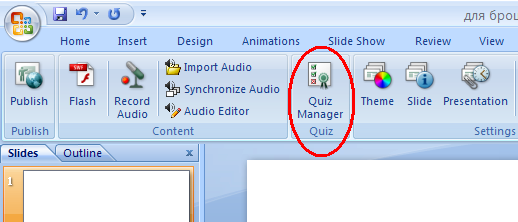 для брош
Home Insert Design Animations Slide Show Review View
Publish
Publish
SWF
Flash
Record
Audio
Import Audio
Synchronize Audio
Audio Editor
Content
Quiz
Manager
Quiz
Theme
Slide
Presentation
Settings
Slides Outline x
1